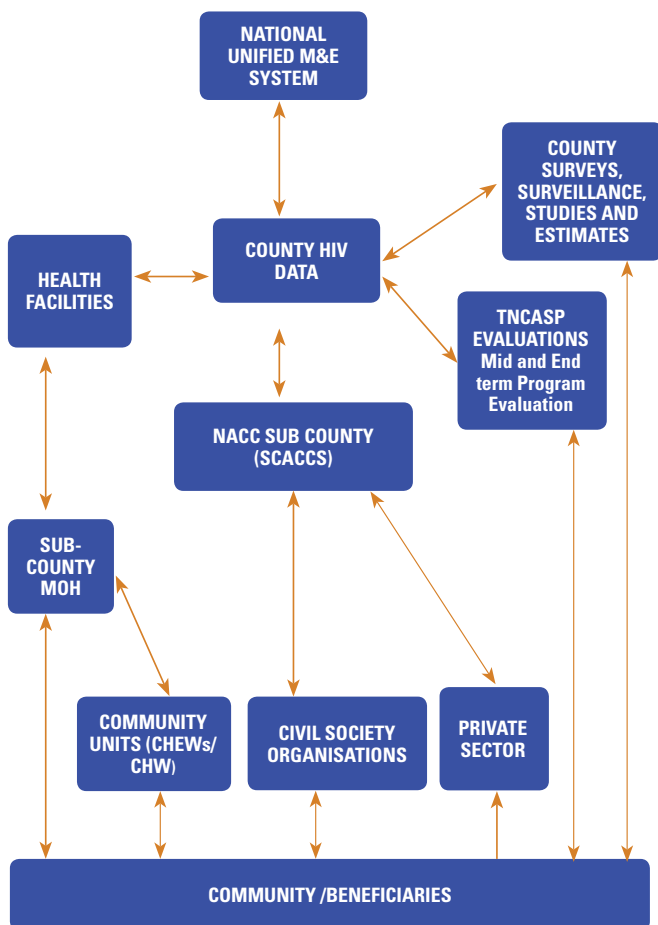 NATIONAL
UNIFIED M&E
SYSTEM
COUNTY
SURVEYS,
SURVEILLANCE,
STUDIES AND
ESTIMATES
COUNTY HIV
DATA
HEALTH
FACILITIES
TNCASP
EVALUATIONS
Mid and End
term Program
Evaluation
NACC SUB COUNTY
(SCACCS)
SUB-
COUNTY
MOH
COMMUNITY
UNITS (CHEWs/
CHW)
CIVIL SOCIETY
ORGANISATIONS
PRIVATE
SECTOR
COMMUNITY /BENEFICIARIES